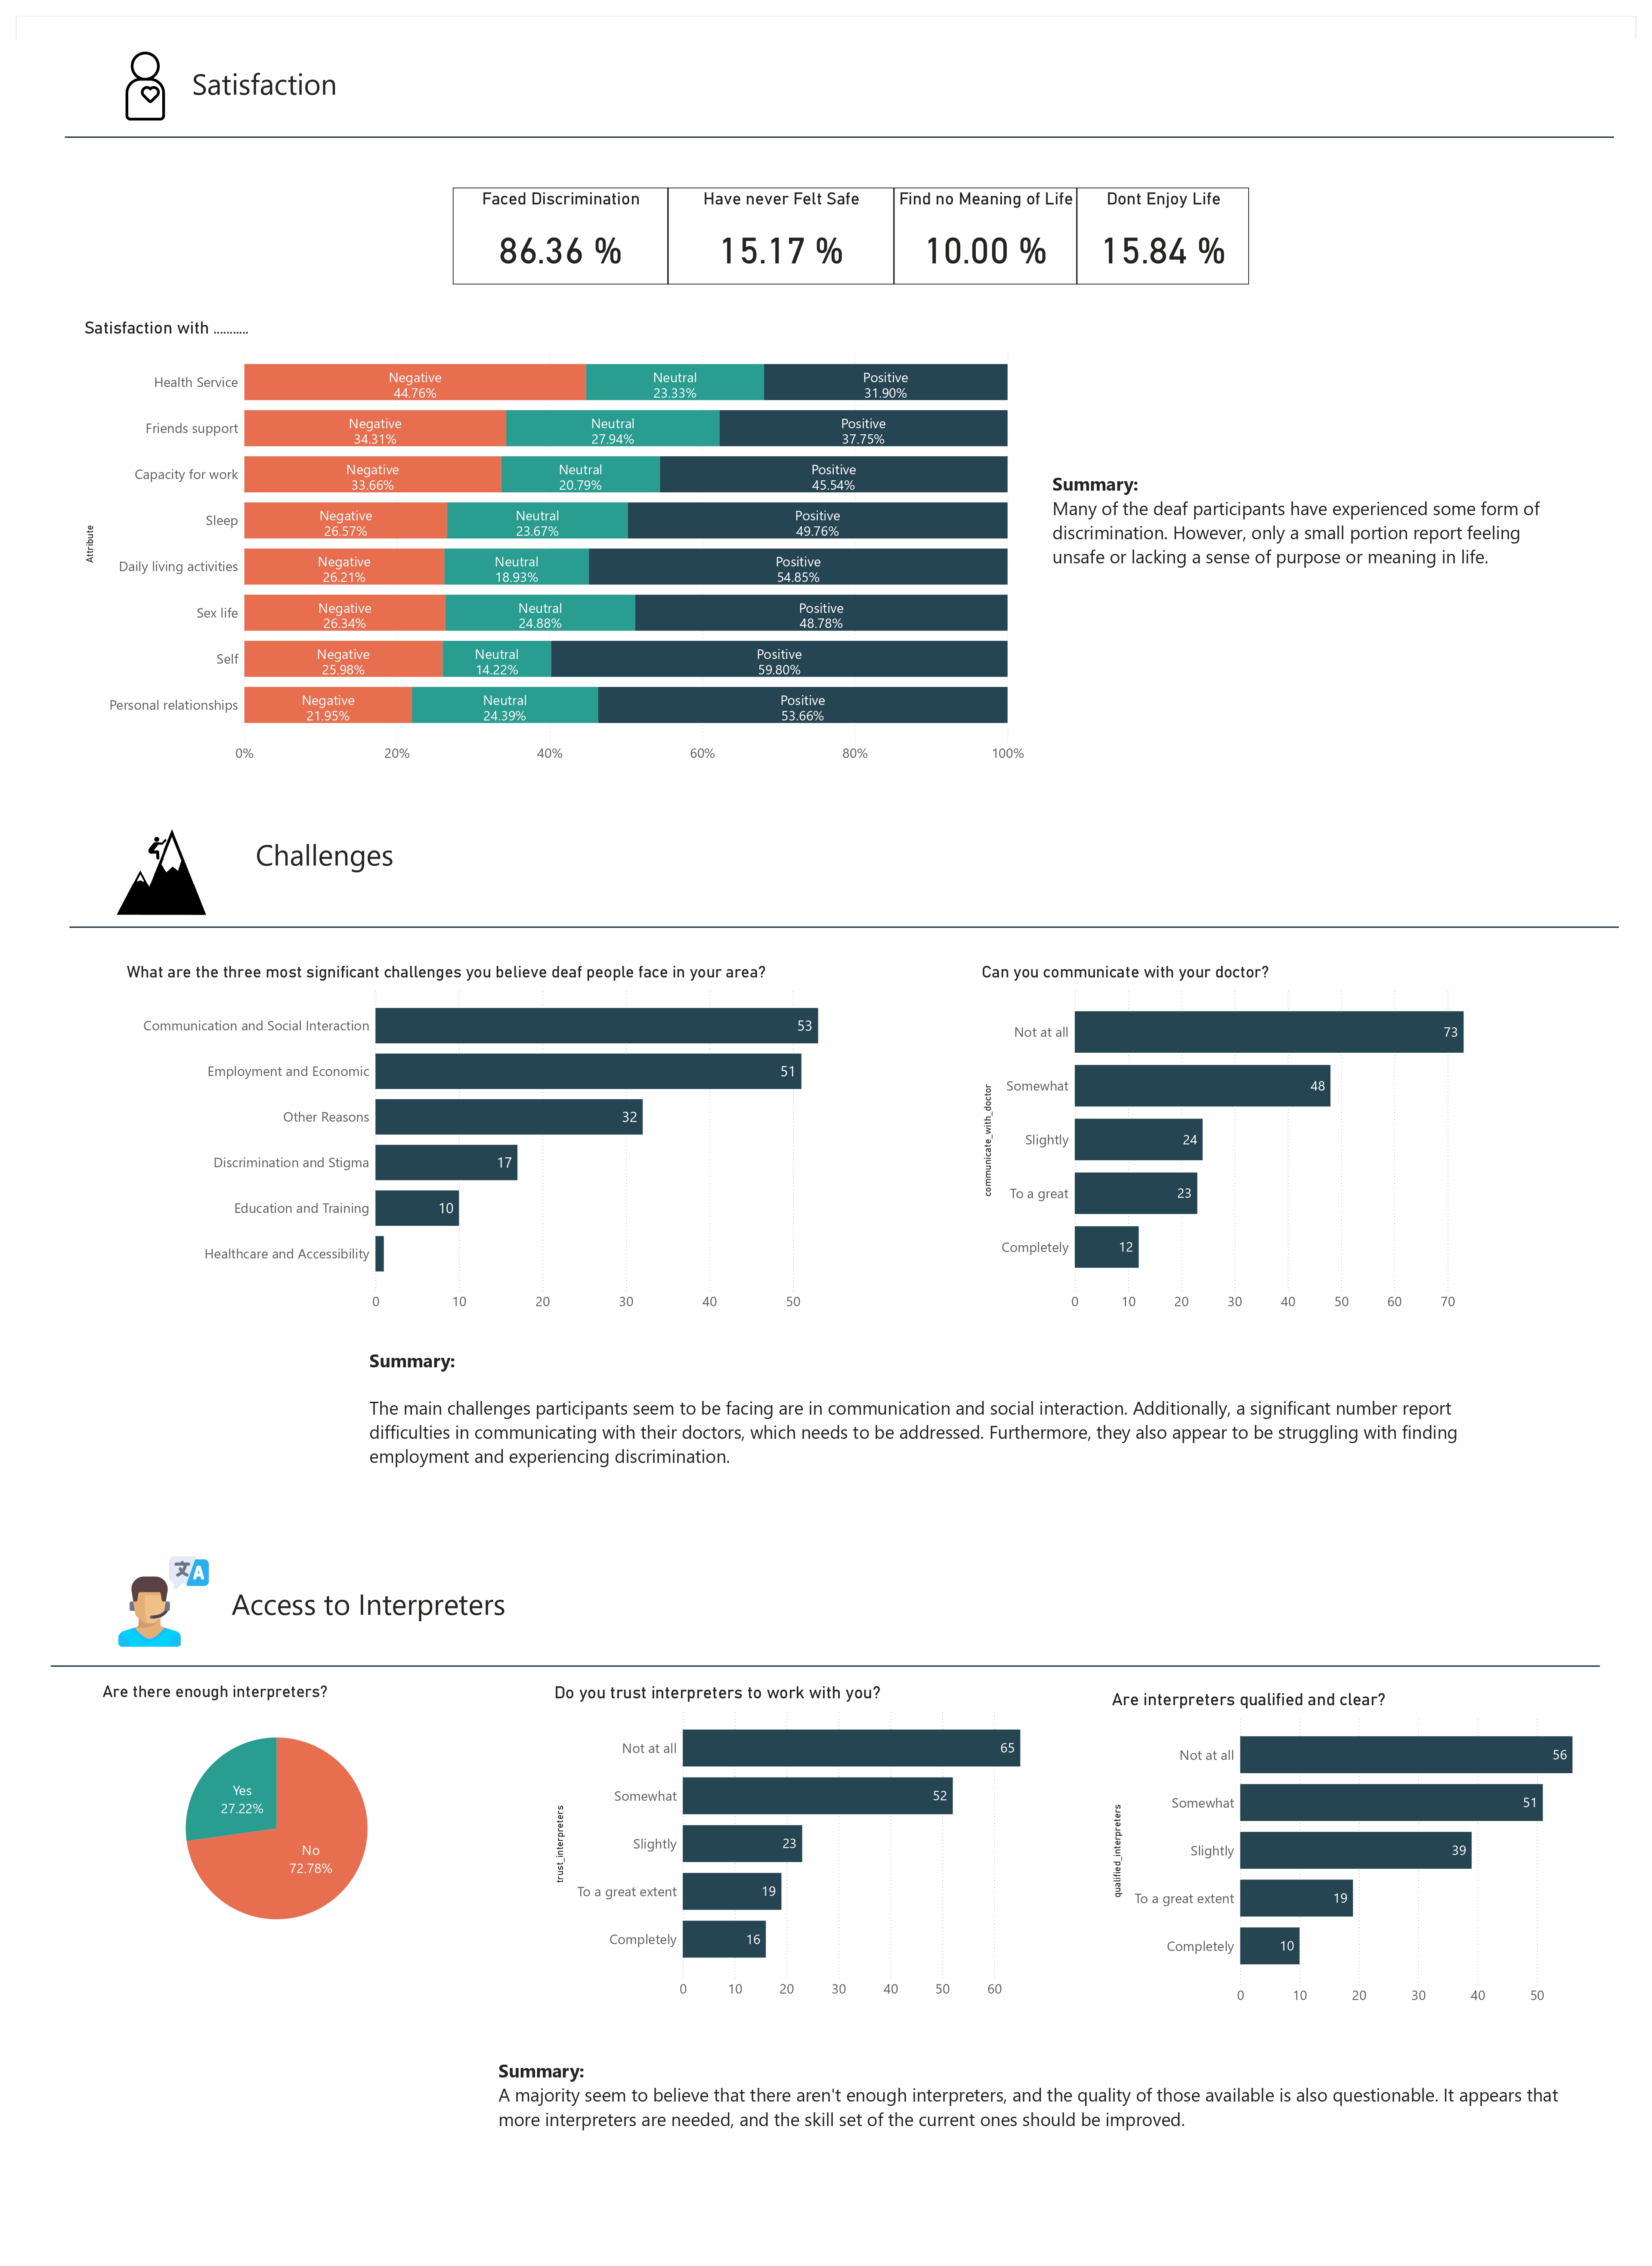 Satisfaction
Faced Discrimination
86.36 %
Have never Felt Safe
15.17 %
Find no Meaning of Life
10.00 %
Dont Enjoy Life
15.84 %
Satisfaction with ...........
Attribute
Health Service
Negative
44.76%
Neutral
23.33%
Positive
31.90%
Friends support
Negative
34.31%
Neutral
27.94%
Positive
37.75%
Capacity for work
Negative
33.66%
Neutral
20.79%
Positive
45.54%
Sleep
Negative
26.57%
Neutral
23.67%
Positive
49.76%
Daily living activities
Negative
26.21%
Neutral
18.93%
Positive
54.85%
Sex life
Negative
26.34%
Neutral
24.88%
Positive
48.78%
Self
Negative
25.98%
Neutral
14.22%
Positive
59.80%
Personal relationships
Negative
21.95%
Neutral
24.39%
Positive
53.66%
0% 20% 40% 60% 80% 100%
Summary:
Many of the deaf participants have experienced some form of
discrimination. However, only a small portion report feeling
unsafe or lacking a sense of purpose or meaning in life.
Challenges
What are the three most significant challenges you believe deaf people face in your area?
Communication and Social Interaction 53
Employment and Economic 51
Other Reasons 32
Discrimination and Stigma 17
Education and Training 10
Healthcare and Accessibility
0 10 20 30 40 50
Can you communicate with your doctor?
communicate_with_doctor
Not at all 73
Somewhat 48
Slightly 24
To a great 23
Completely 12
0 10 20 30 40 50 60 70
Summary:
The main challenges participants seem to be facing are in communication and social interaction. Additionally, a significant number report
difficulties in communicating with their doctors, which needs to be addressed. Furthermore, they also appear to be struggling with finding
employment and experiencing discrimination.
文A
Access to Interpreters
Are there enough interpreters?
Yes
27.22%
No
72.78%
Do you trust interpreters to work with you?
trust_interpreters
Not at all 65
Somewhat 52
Slightly 23
To a great extent 19
Completely 16
0 10 20 30 40 50 60
Are interpreters qualified and clear?
qualified_interpreters
Not at all 56
Somewhat 51
Slightly 39
To a great extent 19
Completely 10
0 10 20 30 40 50
Summary:
A majority seem to believe that there aren't enough interpreters, and the quality of those available is also questionable. It appears that
more interpreters are needed, and the skill set of the current ones should be improved.